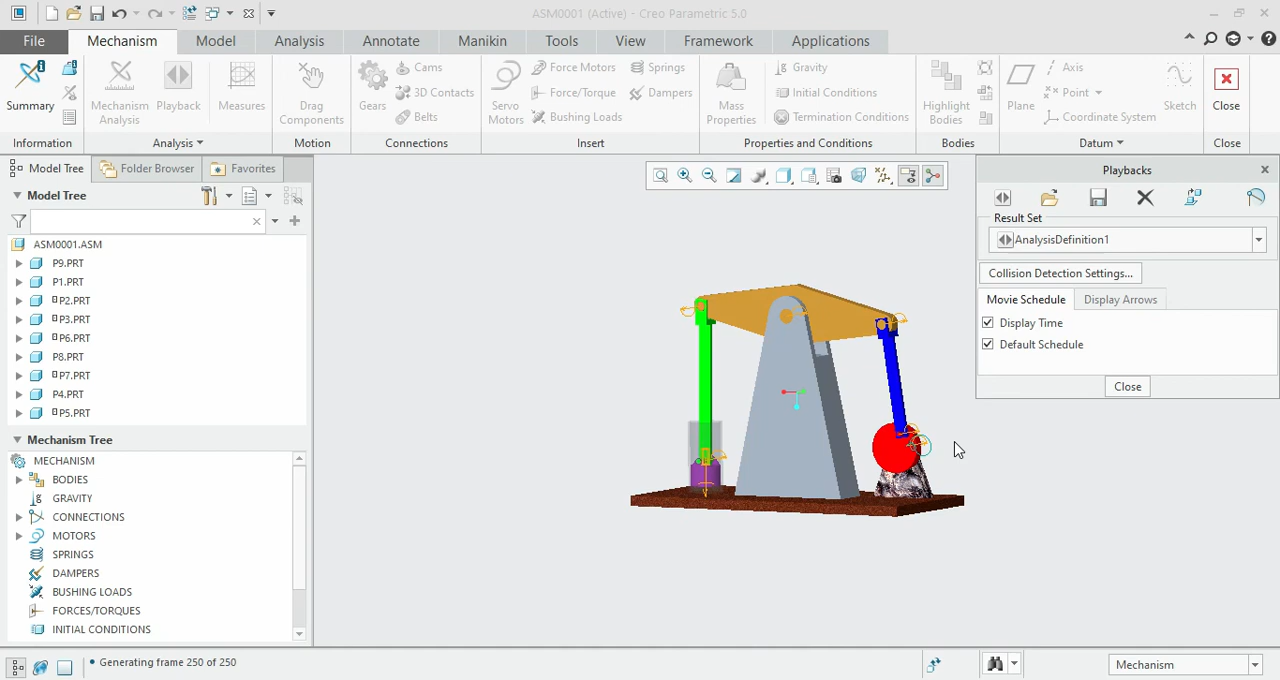 ASM0001 (Active) - Creo Parametric 5.0
File Mechanism Model Analysis Annotate Manikin Tools View Framework Applications
Summary
Mechanism Analysis
Playback
Measures
Drag Components
Gears
Cams
3D Contacts
Belts
Servo Motors
Force Motors
Force/Torque
Bushing Loads
Springs
Dampers
Mass Properties
Gravity
Initial Conditions
Termination Conditions
Highlight Bodies
Plane
Axis
Point
Coordinate System
Sketch
Close
Information Analysis Motion Connections Insert Properties and Conditions Bodies Datum Close
Model Tree Folder Browser Favorites
Model Tree
ASM0001.ASM
P9.PRT
P1.PRT
P2.PRT
P3.PRT
P6.PRT
P8.PRT
P7.PRT
P4.PRT
P5.PRT
Mechanism Tree
MECHANISM
BODIES
GRAVITY
CONNECTIONS
MOTORS
SPRINGS
DAMPERS
BUSHING LOADS
FORCES/TORQUES
INITIAL CONDITIONS
Playbacks
Result Set
AnalysisDefinition1
Collision Detection Settings...
Movie Schedule Display Arrows
Display Time
Default Schedule
Close
Generating frame 250 of 250
Mechanism